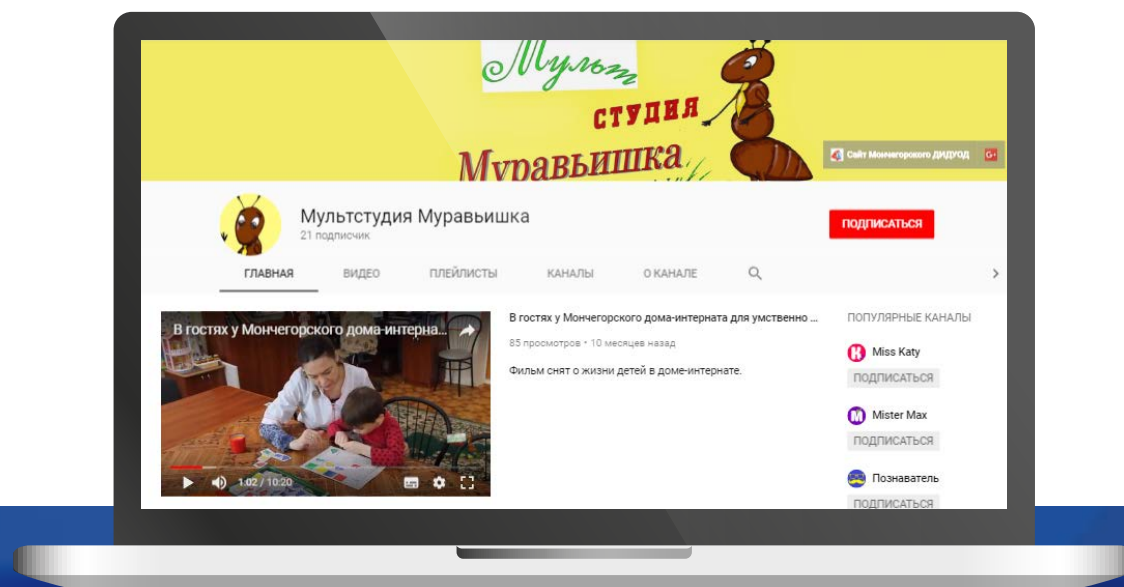 Мульт
студия
Муравьишка
Сайт Мончегорского ДИДУОД
G+
Мультстудия Муравьишка
21 подписчик
ПОДПИСАТЬСЯ
ГЛАВНАЯ
ВИДЕО
ПЛЕЙЛИСТЫ
КАНАЛЫ
О КАНАЛЕ
В гостях у Мончегорского дома-интерна...
1:02 / 10:20
В гостях у Мончегорского дома-интерната для умственно ...
85 просмотров • 10 месяцев назад
Фильм снят о жизни детей в доме-интернате.
ПОПУЛЯРНЫЕ КАНАЛЫ
Miss Katy
ПОДПИСАТЬСЯ
Mister Max
ПОДПИСАТЬСЯ
Познаватель
ПОДПИСАТЬСЯ